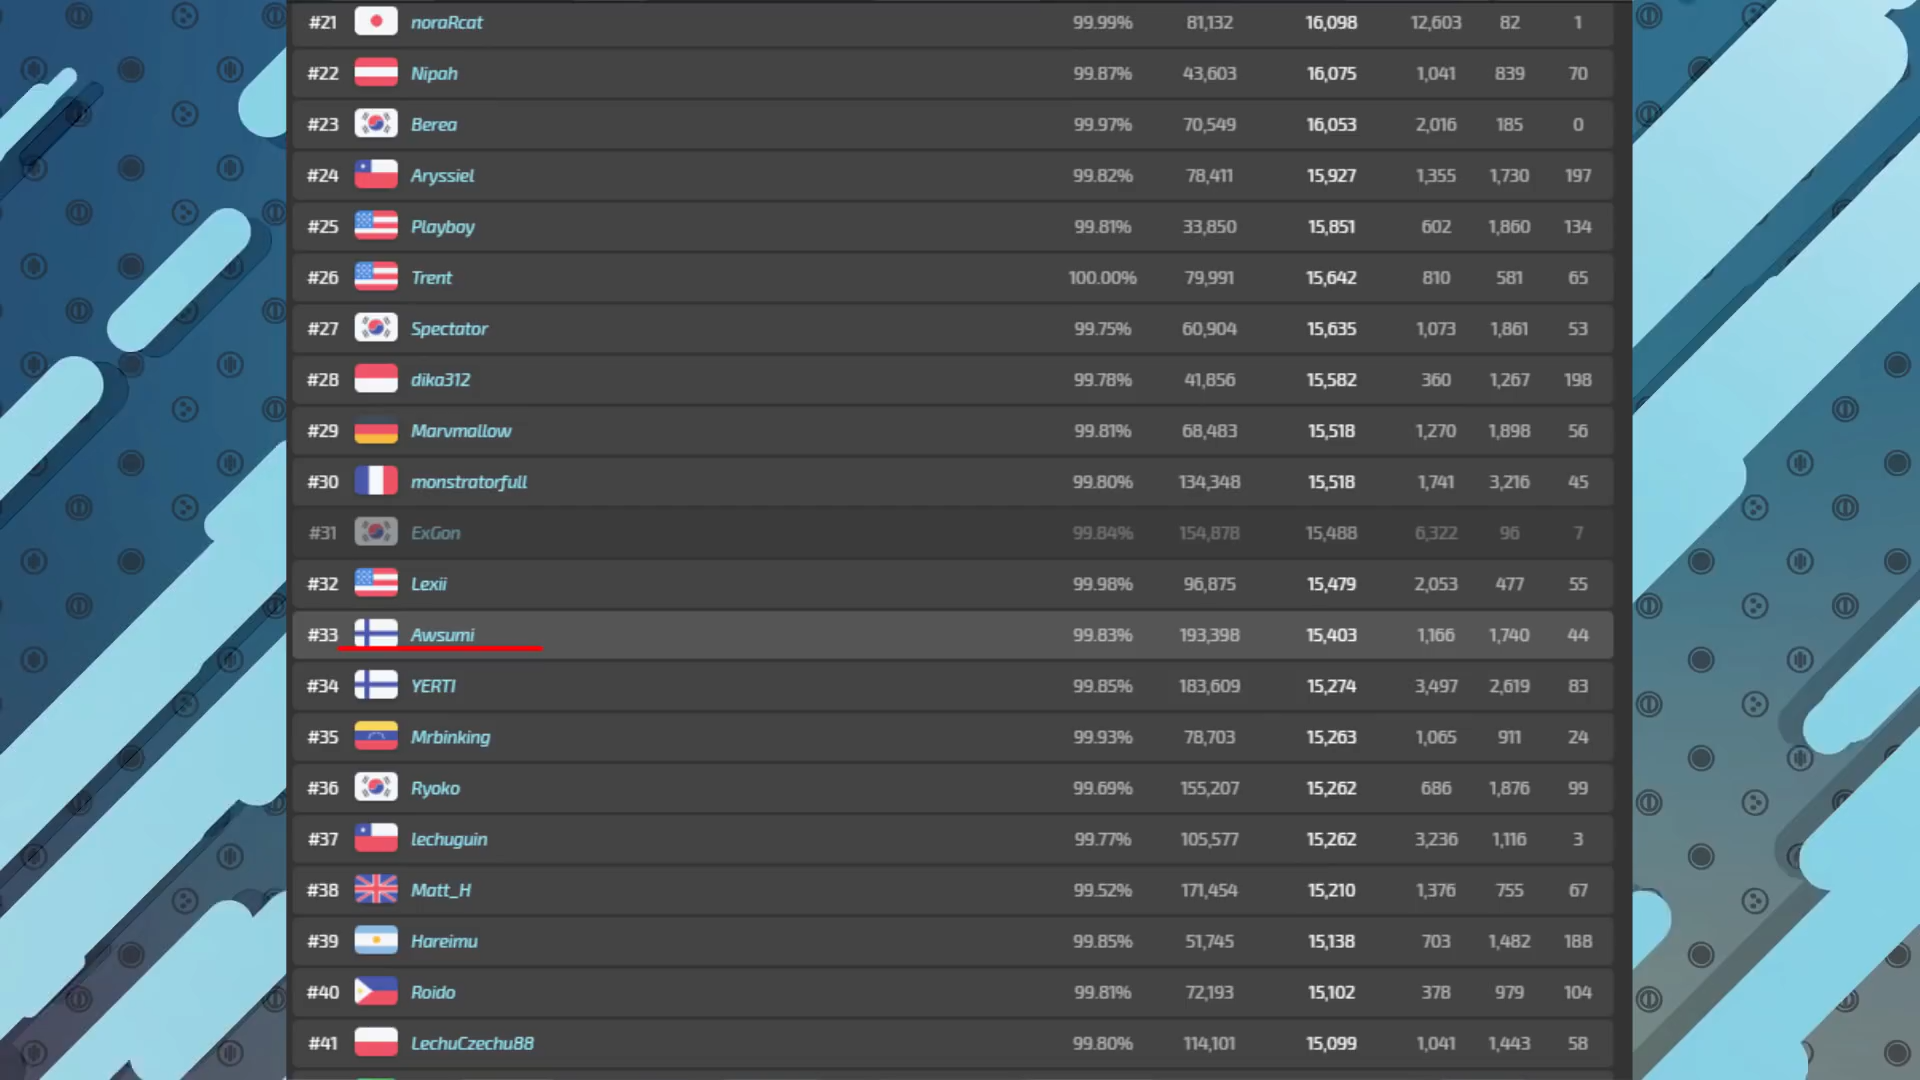 #21 noraRcat 99.99% 81,132 16,098 12,603 82 1
#22 Nipah 99.87% 43,603 16,075 1,041 839 70
#23 Berea 99.97% 70,549 16,053 2,016 185 0
#24 Aryssiel 99.82% 78,411 15,927 1,355 1,730 197
#25 Playboy 99.81% 33,850 15,851 602 1,860 134
#26 Trent 100.00% 79,991 15,642 810 581 65
#27 Spectator 99.75% 60,904 15,635 1,073 1,861 53
#28 dika312 99.78% 41,856 15,582 360 1,267 198
#29 Marvmallow 99.81% 68,483 15,518 1,270 1,898 56
#30 monstratorfull 99.80% 134,348 15,518 1,741 3,216 45
#31 ExGon 99.84% 154,878 15,488 6,322 96 7
#32 Lexii 99.98% 96,875 15,479 2,053 477 55
#33 Awsumi 99.83% 193,398 15,403 1,166 1,740 44
#34 YERTI 99.85% 183,609 15,274 3,497 2,619 83
#35 Mrbinking 99.93% 78,703 15,263 1,065 911 24
#36 Ryoko 99.69% 155,207 15,262 686 1,876 99
#37 lechuguin 99.77% 105,577 15,262 3,236 1,116 3
#38 Matt_H 99.52% 171,454 15,210 1,376 755 67
#39 Hareimu 99.85% 51,745 15,138 703 1,482 188
#40 Roido 99.81% 72,193 15,102 378 979 104
#41 LechuCzechu88 99.80% 114,101 15,099 1,041 1,443 58